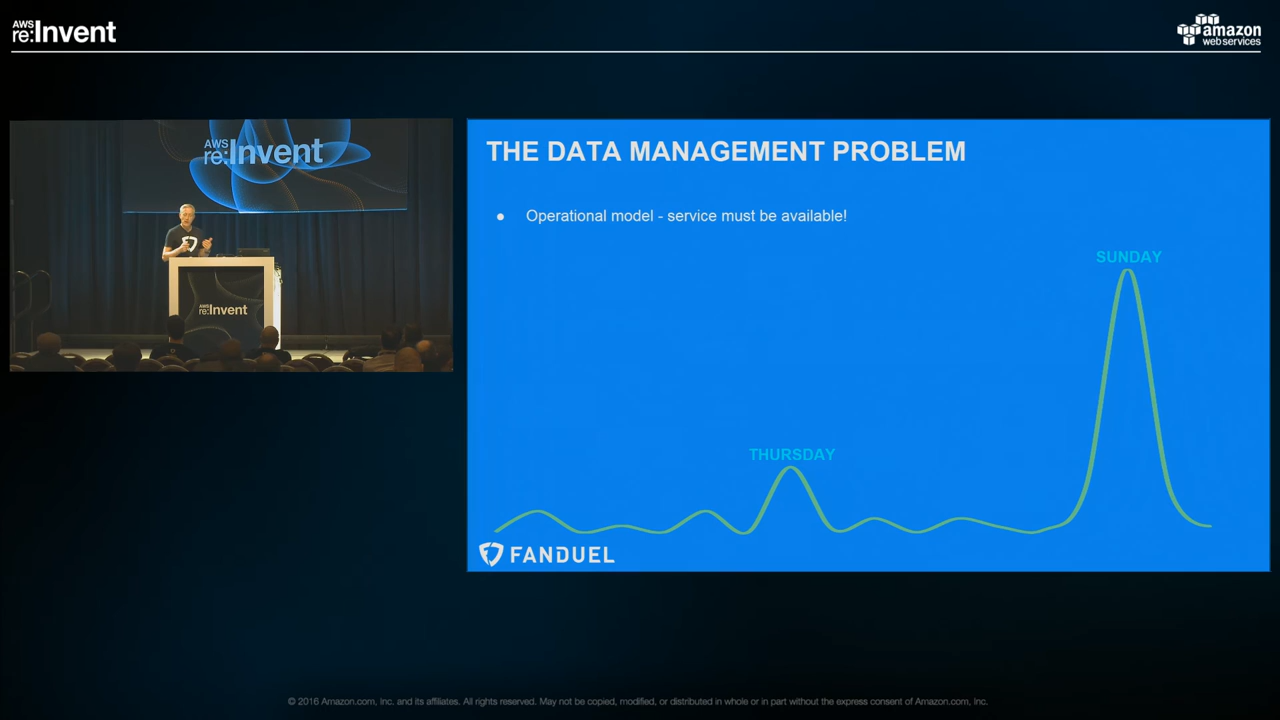 AWS
re:Invent
amazon
web services
AWS
re:Invent
AWS
re:Invent
THE DATA MANAGEMENT PROBLEM
● Operational model - service must be available!
SUNDAY
THURSDAY
FANDUEL
© 2016 Amazon.com, Inc. and its affiliates. All rights reserved. May not be copied, modified, or distributed in whole or in part without the express consent of Amazon.com, Inc.